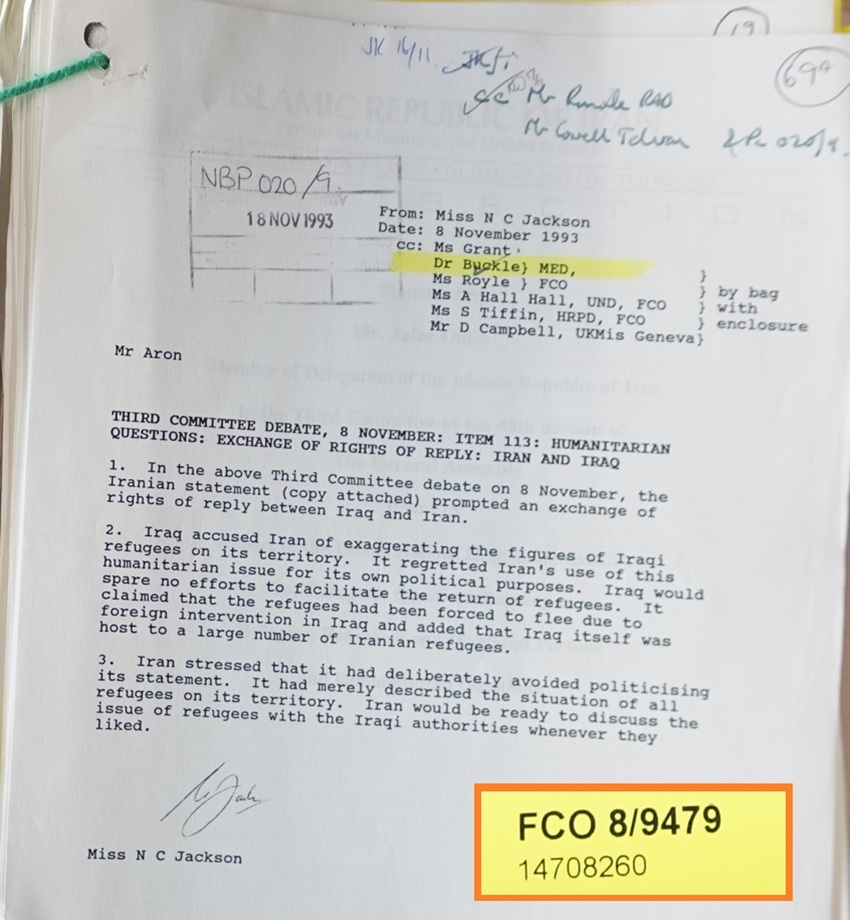 19
JK 16/11
69A
cc Mr Rundle RAD
Mr Cowell Tehran
NBP 020/9.
18 NOV 1993
From: Miss N C Jackson
Date: 8 November 1993
cc: Ms Grant
Dr Buckle} MED, }
Ms Royle } FCO } by bag
Ms A Hall Hall, UND, FCO } with
Ms S Tiffin, HRPD, FCO } enclosure
Mr D Campbell, UKMis Geneva}
Mr Aron
THIRD COMMITTEE DEBATE, 8 NOVEMBER: ITEM 113: HUMANITARIAN
QUESTIONS: EXCHANGE OF RIGHTS OF REPLY: IRAN AND IRAQ
1. In the above Third Committee debate on 8 November, the
Iranian statement (copy attached) prompted an exchange of
rights of reply between Iraq and Iran.
2. Iraq accused Iran of exaggerating the figures of Iraqi
refugees on its territory. It regretted Iran's use of this
humanitarian issue for its own political purposes. Iraq would
spare no efforts to facilitate the return of refugees. It
claimed that the refugees had been forced to flee due to
foreign intervention in Iraq and added that Iraq itself was
host to a large number of Iranian refugees.
3. Iran stressed that it had deliberately avoided politicising
its statement. It had merely described the situation of all
refugees on its territory. Iran would be ready to discuss the
issue of refugees with the Iraqi authorities whenever they
liked.
Miss N C Jackson
FCO 8/9479
14708260